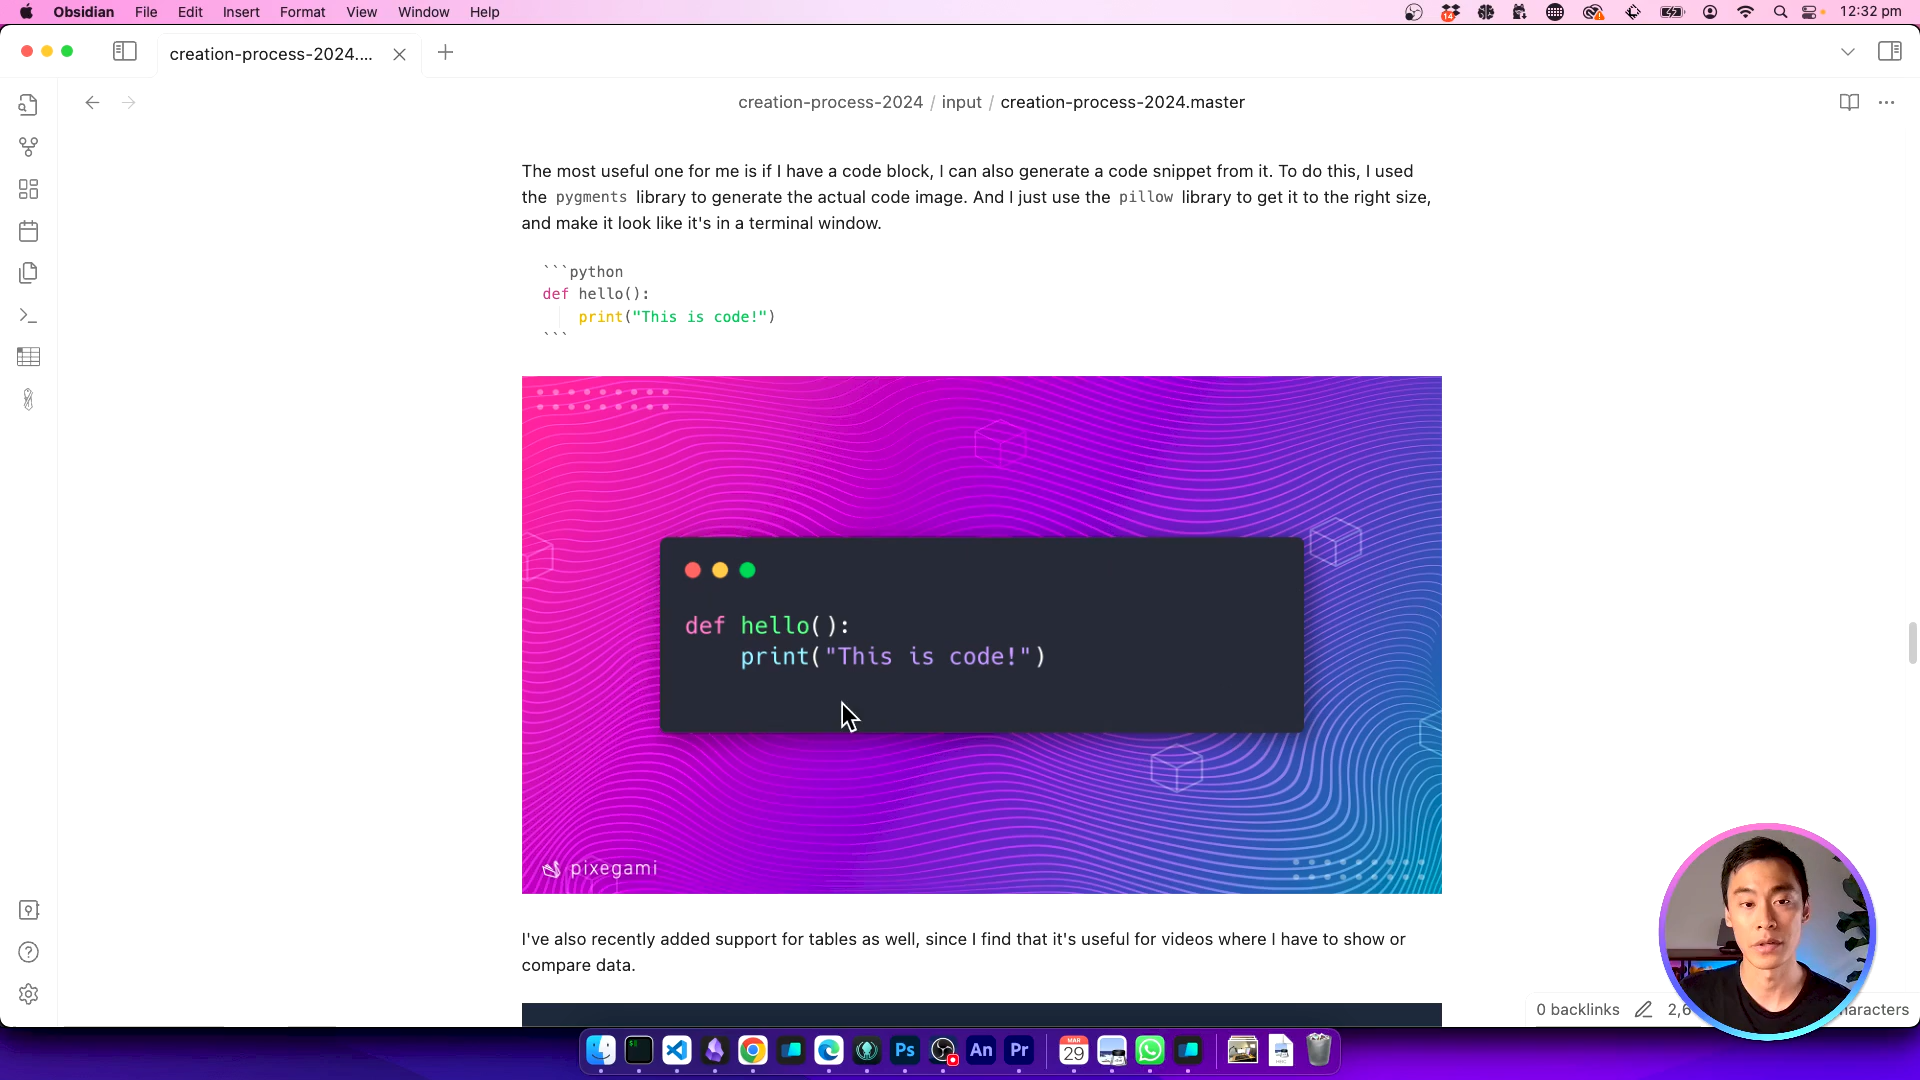 Obsidian File Edit Insert Format View Window Help 14 12:32 pm
creation-process-2024....
creation-process-2024 / input / creation-process-2024.master
The most useful one for me is if I have a code block, I can also generate a code snippet from it. To do this, I used
the pygments library to generate the actual code image. And I just use the pillow library to get it to the right size,
and make it look like it's in a terminal window.
```python
def hello():
print("This is code!")
```
def hello():
print("This is code!")
pixegami
I've also recently added support for tables as well, since I find that it's useful for videos where I have to show or
compare data.
0 backlinks 2,6 haracters
Ps An Pr MAR 29